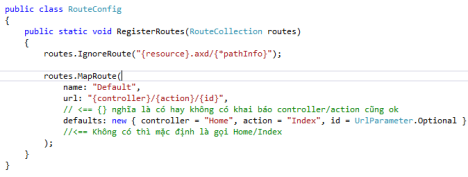 public class RouteConfig
{
public static void RegisterRoutes(RouteCollection routes)
{
routes.IgnoreRoute("{resource}.axd/{*pathInfo}");
routes.MapRoute(
name: "Default",
url: "{controller}/{action}/{id}",
// <== {} nghĩa là có hay không có khai báo controller/action cũng ok
defaults: new { controller = "Home", action = "Index", id = UrlParameter.Optional }
//<== Không có thì mặc định là gọi Home/Index
);
}
}